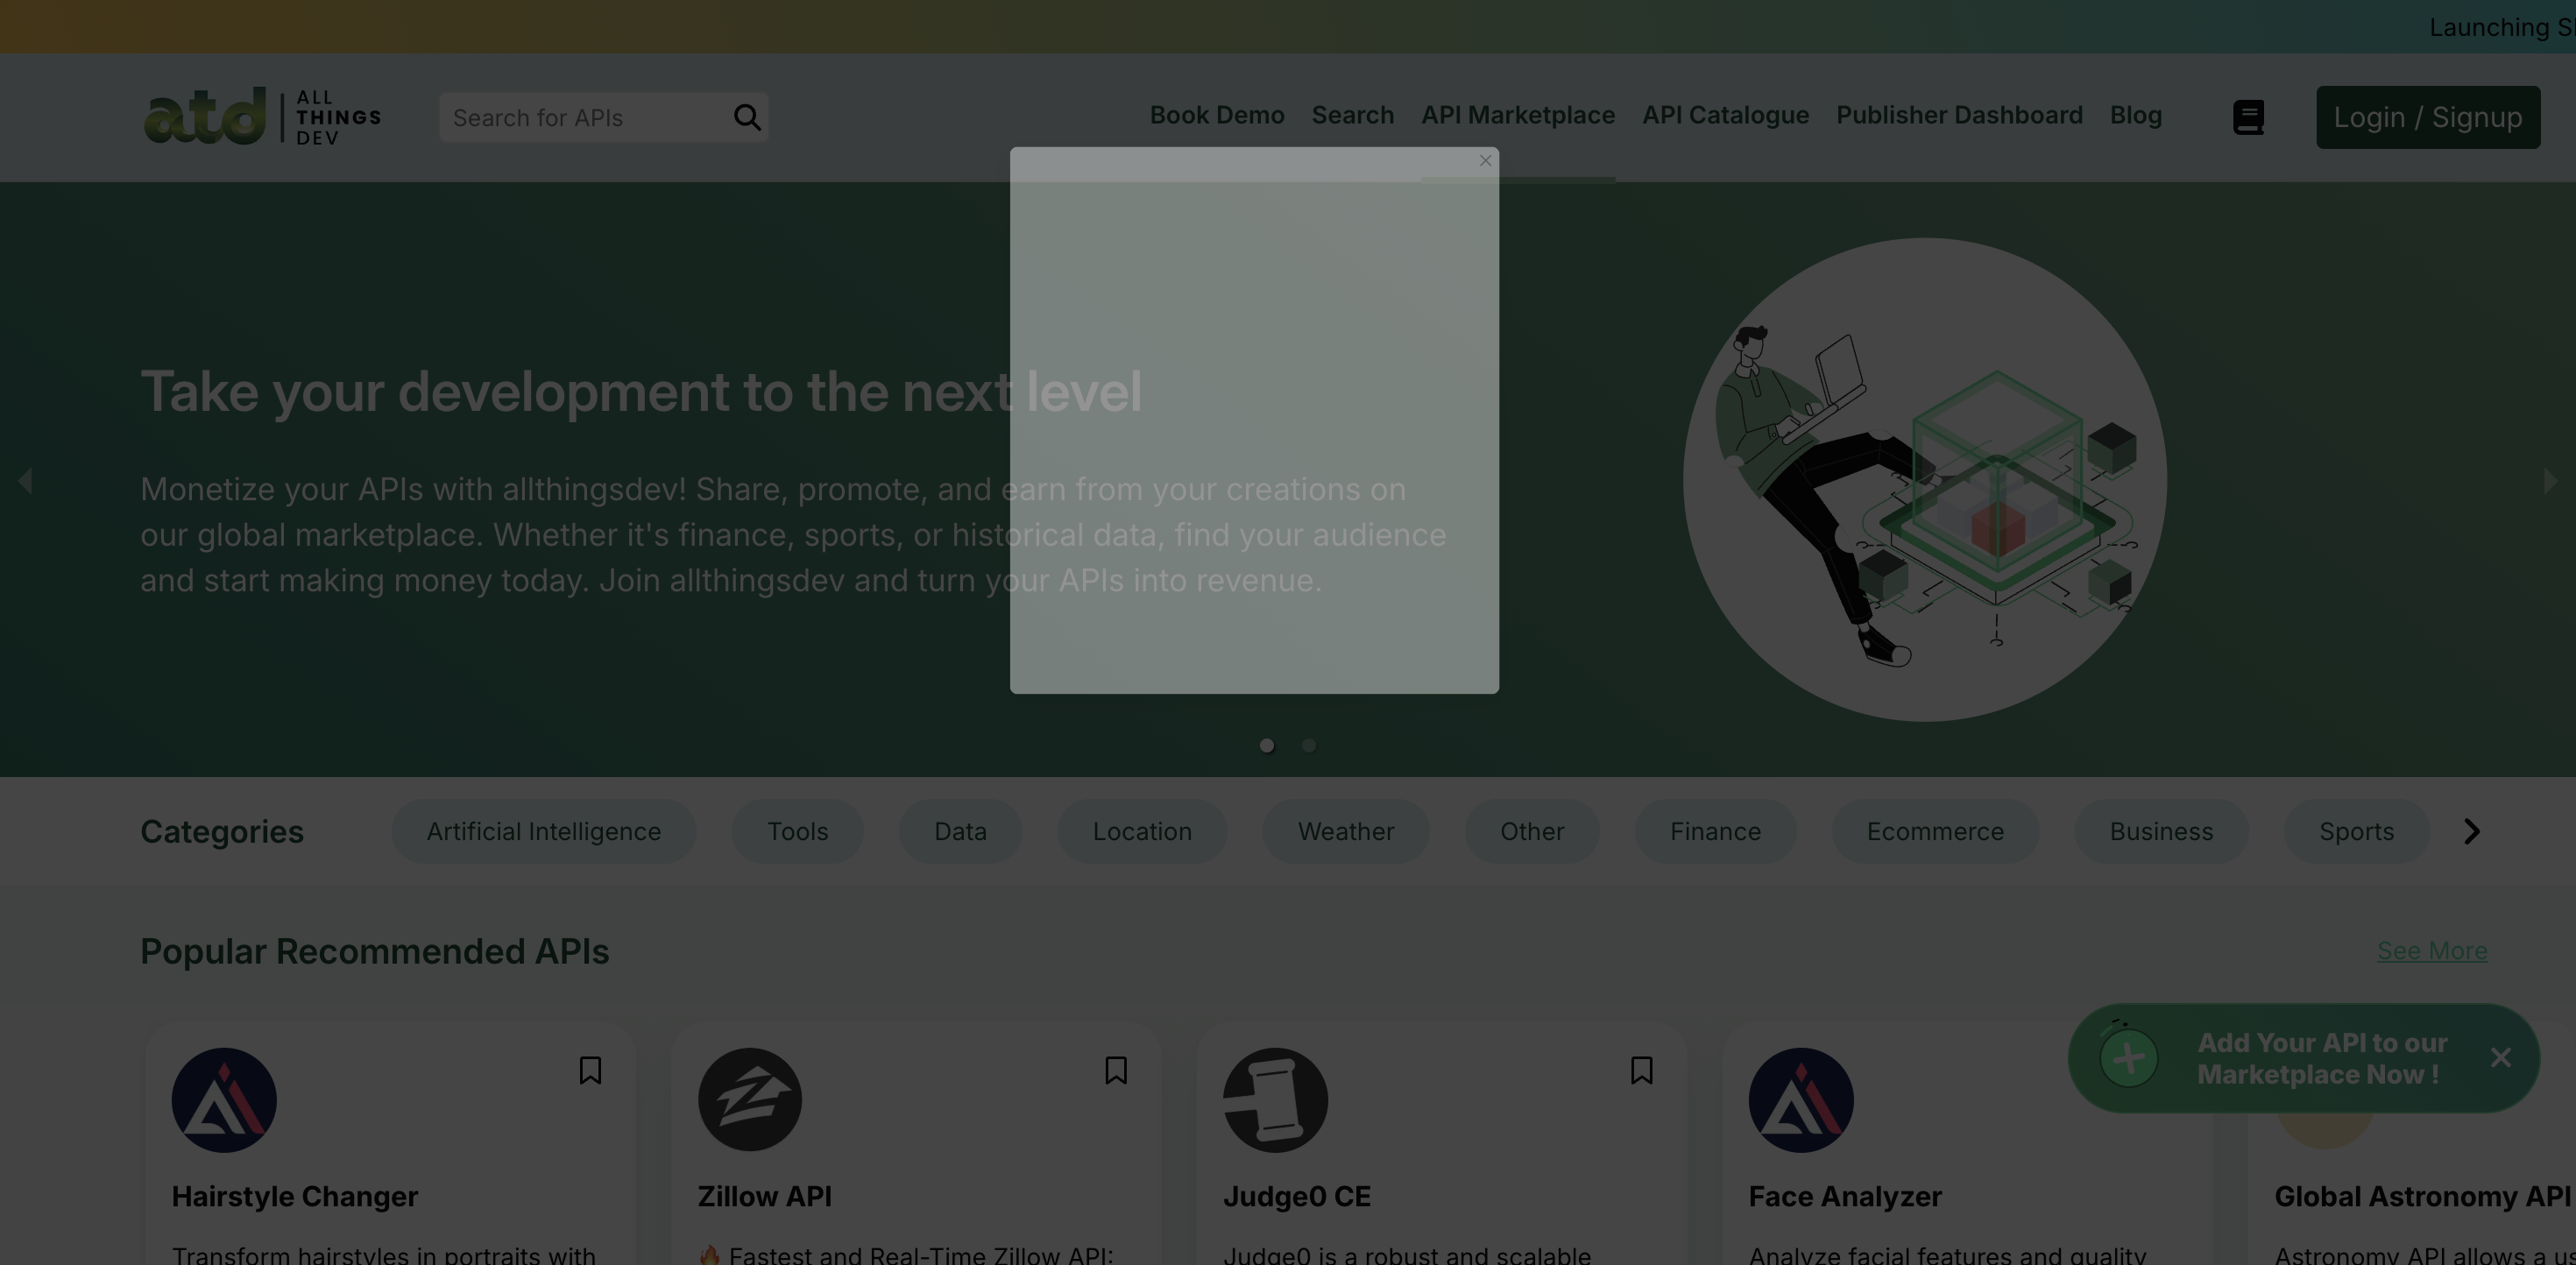 Launching
atd
ALL
THINGS
DEV
Search for APIs
Book Demo
Search
API Marketplace
API Catalogue
Publisher Dashboard
Blog
Login / Signup
Take your development to the next level
Monetize your APIs with allthingsdev! Share, promote, and earn from your creations on
our global marketplace. Whether it's finance, sports, or historical data, find your audience
and start making money today. Join allthingsdev and turn your APIs into revenue.
Categories
Artificial Intelligence
Tools
Data
Location
Weather
Other
Finance
Ecommerce
Business
Sports
Popular Recommended APIs
See More
Add Your API to our
Marketplace Now !
Hairstyle Changer
Zillow API
Judge0 CE
Face Analyzer
Global Astronomy API
Transform hairstyles in portraits with
🔥 Fastest and Real-Time Zillow API:
Judge0 is a robust and scalable
Analyze facial features and quality
Astronomy API allows a